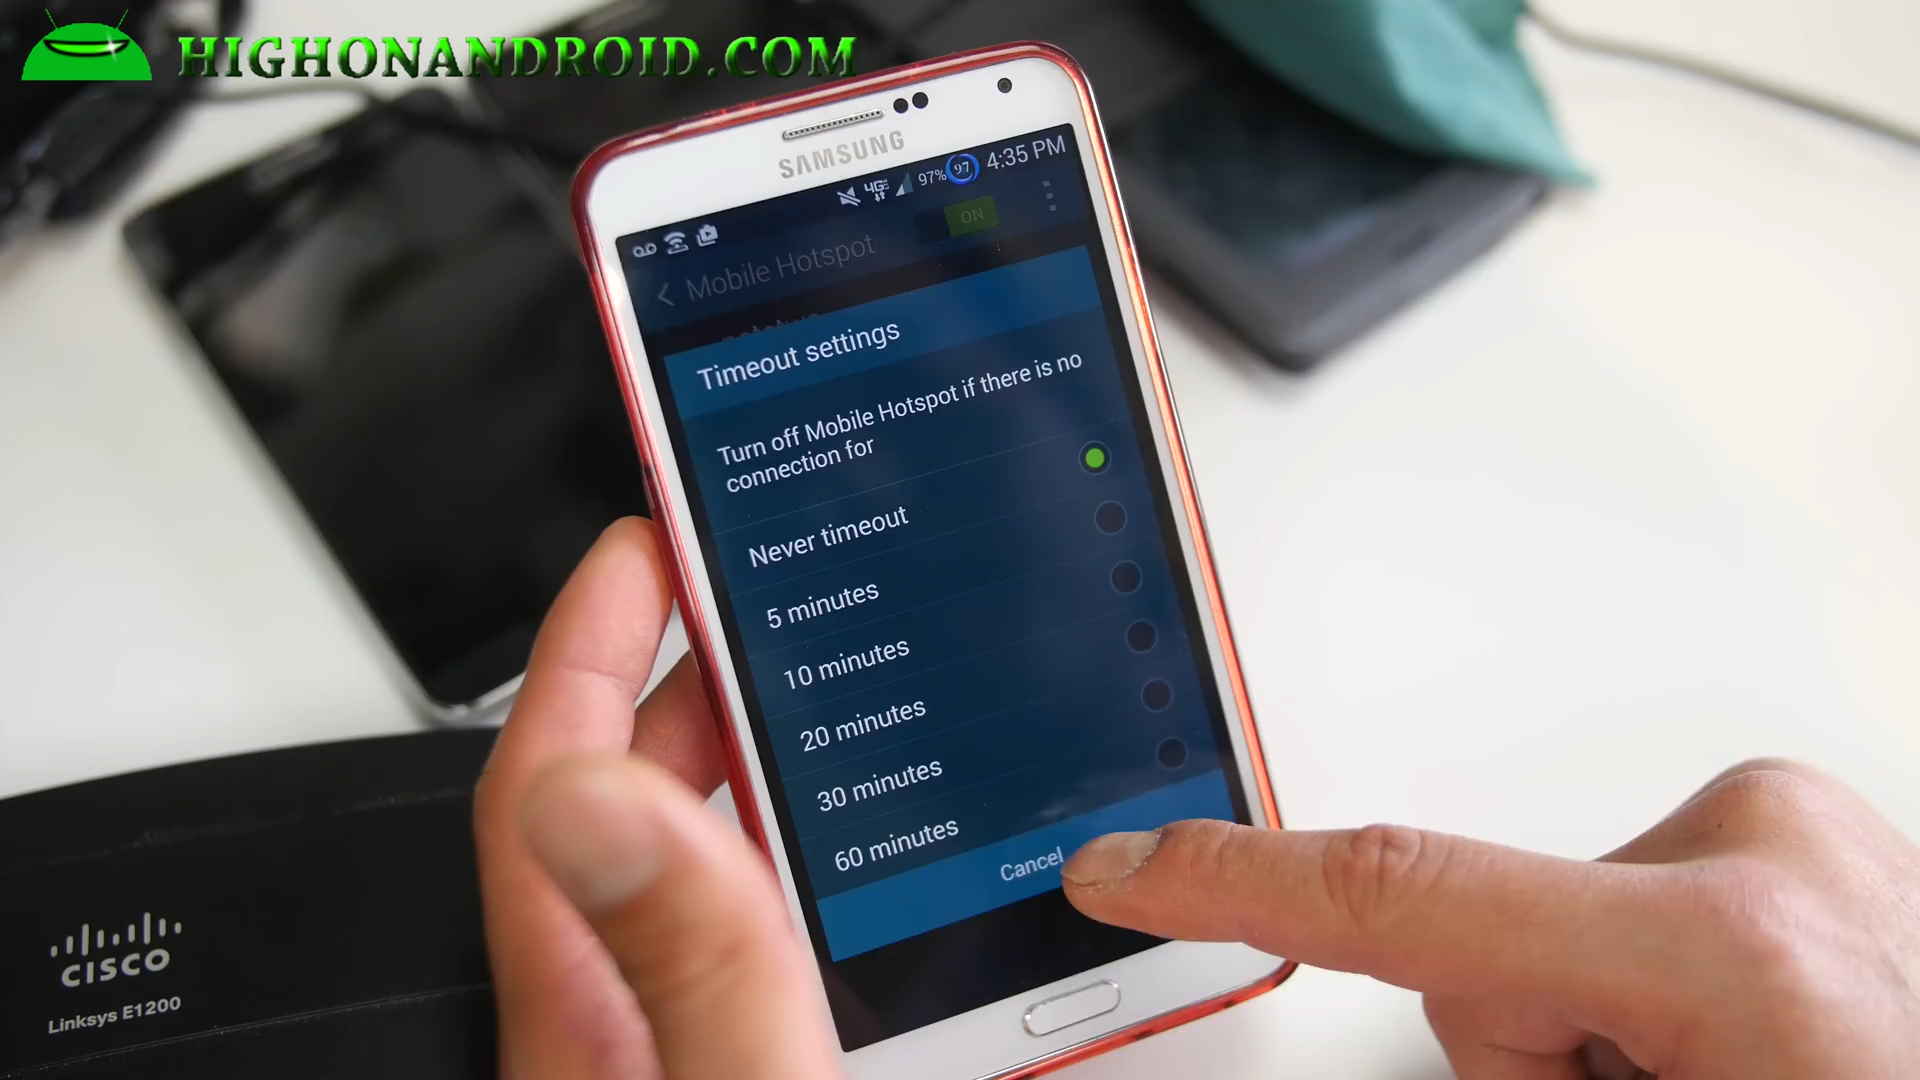 HIGHONANDROID.COM
SAMSUNG
97% 97 4:35 PM
4G
ON
Mobile Hotspot
Timeout settings
Turn off Mobile Hotspot if there is no
connection for
Never timeout
5 minutes
10 minutes
20 minutes
30 minutes
60 minutes
Cancel
CISCO
Linksys E1200